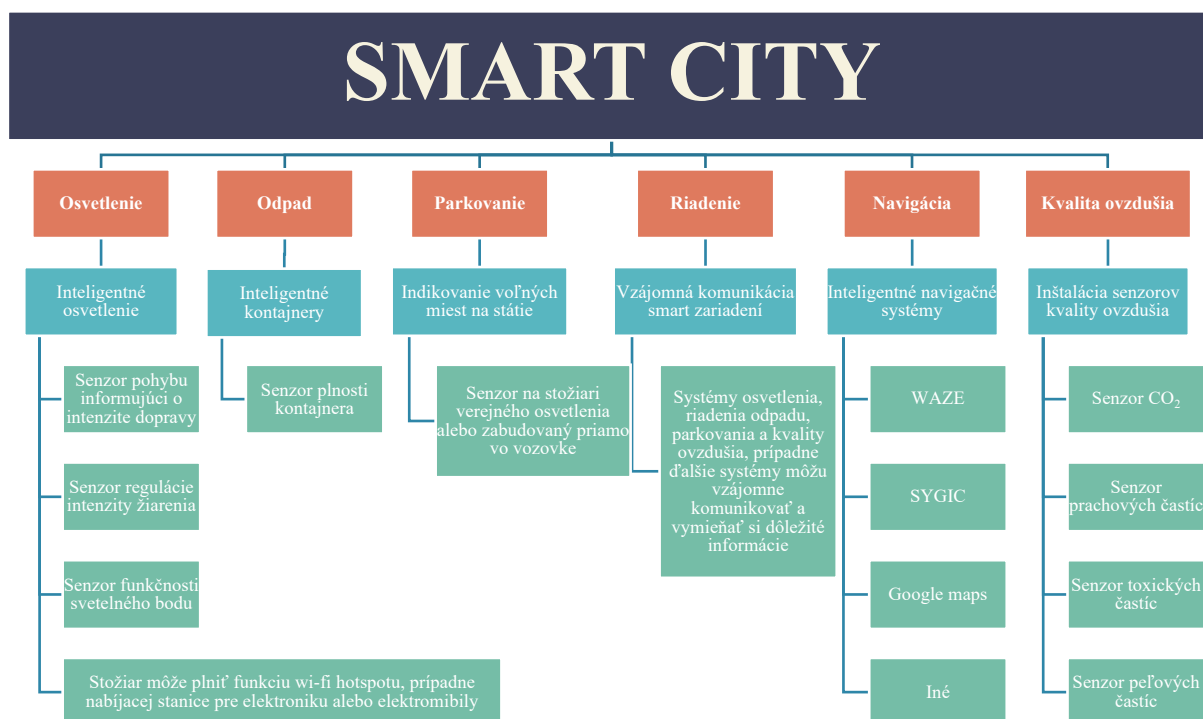 SMART CITY
Osvetlenie
Odpad
Parkovanie
Riadenie
Navigácia
Kvalita ovzdušia
Inteligentné
osvetlenie
Inteligentné
kontajnery
Indikovanie voľných
miest na státie
Vzájomná komunikácia
smart zariadení
Inteligentné navigačné
systémy
Inštalácia senzorov
kvality ovzdušia
Senzor pohybu
informujúci o
intenzite dopravy
Senzor regulácie
intenzity žiarenia
Senzor funkčnosti
svetelného bodu
Stožiar môže plniť funkciu wi-fi hotspotu, prípadne
nabíjacej stanice pre elektroniku alebo elektromibily
Senzor plnosti
kontajnera
Senzor na stožiari
verejného osvetlenia
alebo zabudovaný priamo
vo vozovke
Systémy osvetlenia,
riadenia odpadu,
parkovania a kvality
ovzdušia, prípadne
ďalšie systémy môžu
vzájomne
komunikovať a
vymieňať si dôležité
informácie
WAZE
SYGIC
Google maps
Iné
Senzor CO₂
Senzor
prachových častíc
Senzor toxických
častíc
Senzor peľových
častíc